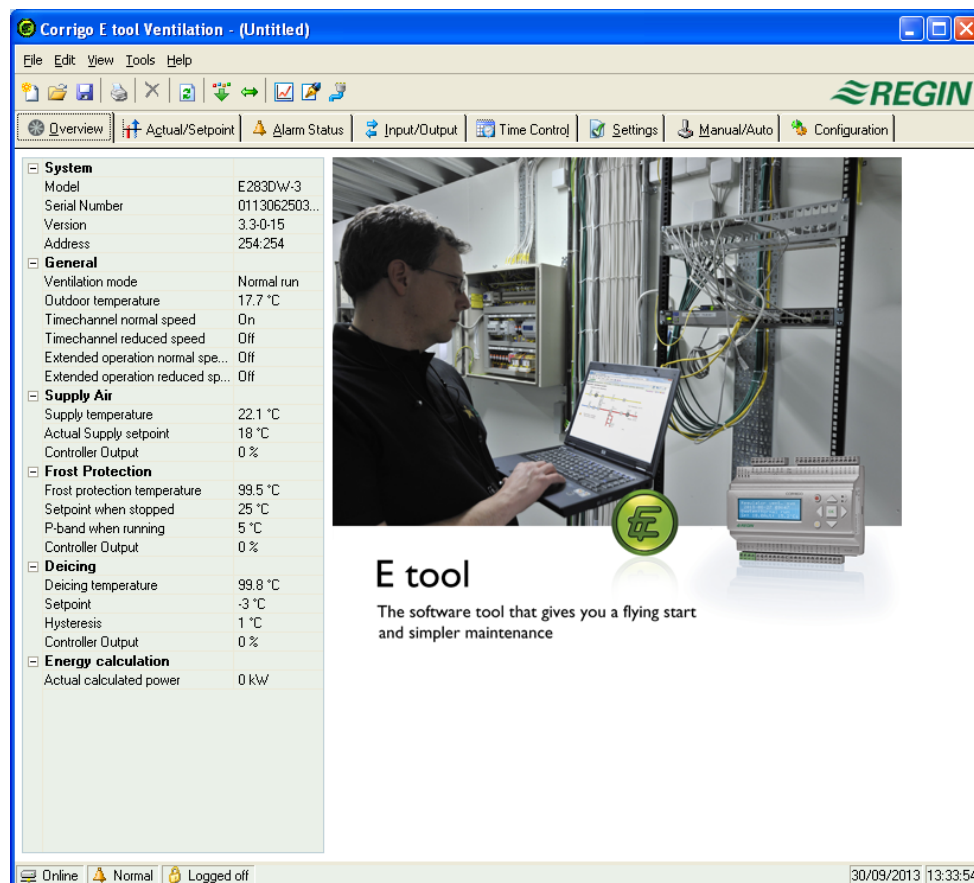 Corrigo E tool Ventilation - (Untitled)
File Edit View Tools Help
REGIN
Overview Actual/Setpoint Alarm Status Input/Output Time Control Settings Manual/Auto Configuration
System
Model E283DW-3
Serial Number 0113062503...
Version 3.3-0-15
Address 254:254
General
Ventilation mode Normal run
Outdoor temperature 17.7 °C
Timechannel normal speed On
Timechannel reduced speed Off
Extended operation normal spe... Off
Extended operation reduced sp... Off
Supply Air
Supply temperature 22.1 °C
Actual Supply setpoint 18 °C
Controller Output 0 %
Frost Protection
Frost protection temperature 99.5 °C
Setpoint when stopped 25 °C
P-band when running 5 °C
Controller Output 0 %
Deicing
Deicing temperature 99.8 °C
Setpoint -3 °C
Hysteresis 1 °C
Controller Output 0 %
Energy calculation
Actual calculated power 0 kW
E tool
The software tool that gives you a flying start
and simpler maintenance
Online Normal Logged off 30/09/2013 13:33:54